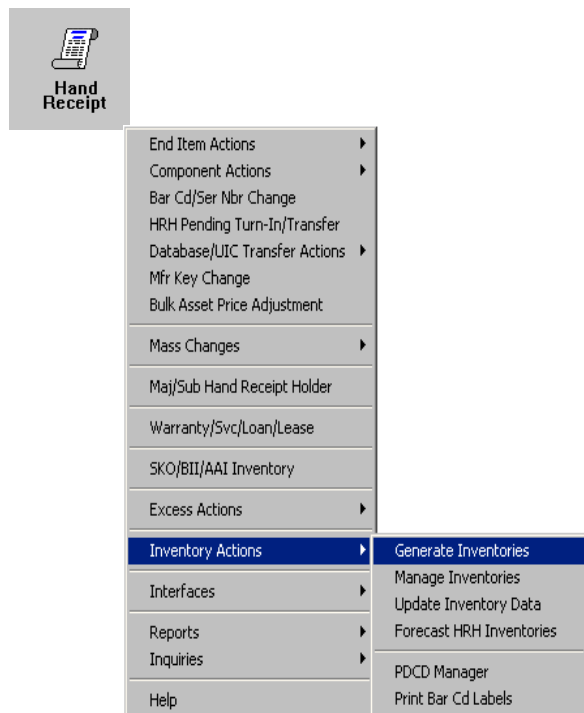 Hand
Receipt
End Item Actions
Component Actions
Bar Cd/Ser Nbr Change
HRH Pending Turn-In/Transfer
Database/UIC Transfer Actions
Mfr Key Change
Bulk Asset Price Adjustment
Mass Changes
Maj/Sub Hand Receipt Holder
Warranty/Svc/Loan/Lease
SKO/BII/AAI Inventory
Excess Actions
Inventory Actions
Interfaces
Reports
Inquiries
Help
Generate Inventories
Manage Inventories
Update Inventory Data
Forecast HRH Inventories
PDCD Manager
Print Bar Cd Labels